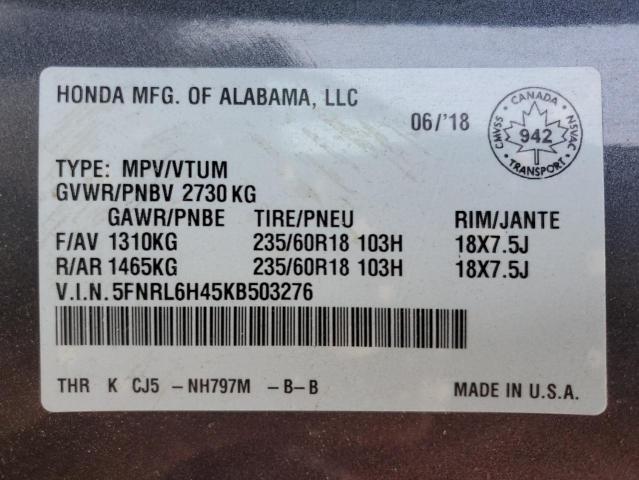 HONDA MFG. OF ALABAMA, LLC
06/'18
CANADA
CMVSS 942 NSVAC
TRANSPORT
TYPE: MPV/VTUM
GVWR/PNBV 2730 KG
GAWR/PNBE TIRE/PNEU RIM/JANTE
F/AV 1310KG 235/60R18 103H 18X7.5J
R/AR 1465KG 235/60R18 103H 18X7.5J
V.I.N. 5FNRL6H45KB503276
THR K CJ5 -NH797M -B-B MADE IN U.S.A.